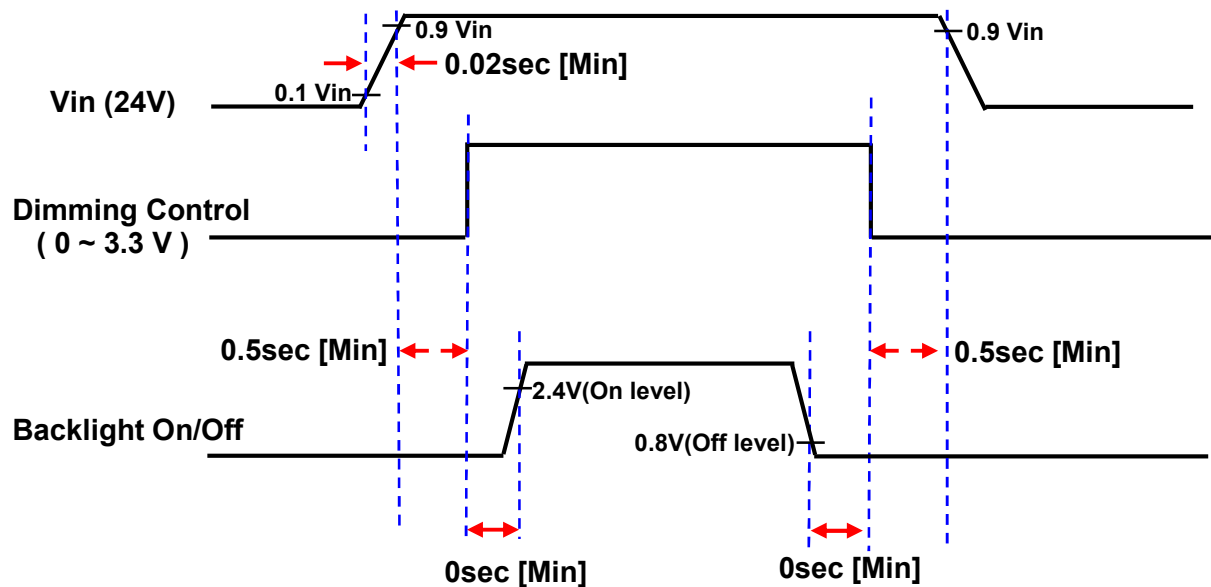 0.9 Vin
0.9 Vin
0.02sec [Min]
Vin (24V)
0.1 Vin
Dimming Control
( 0 ~ 3.3 V )
0.5sec [Min]
0.5sec [Min]
2.4V(On level)
Backlight On/Off
0.8V(Off level)
0sec [Min]
0sec [Min]